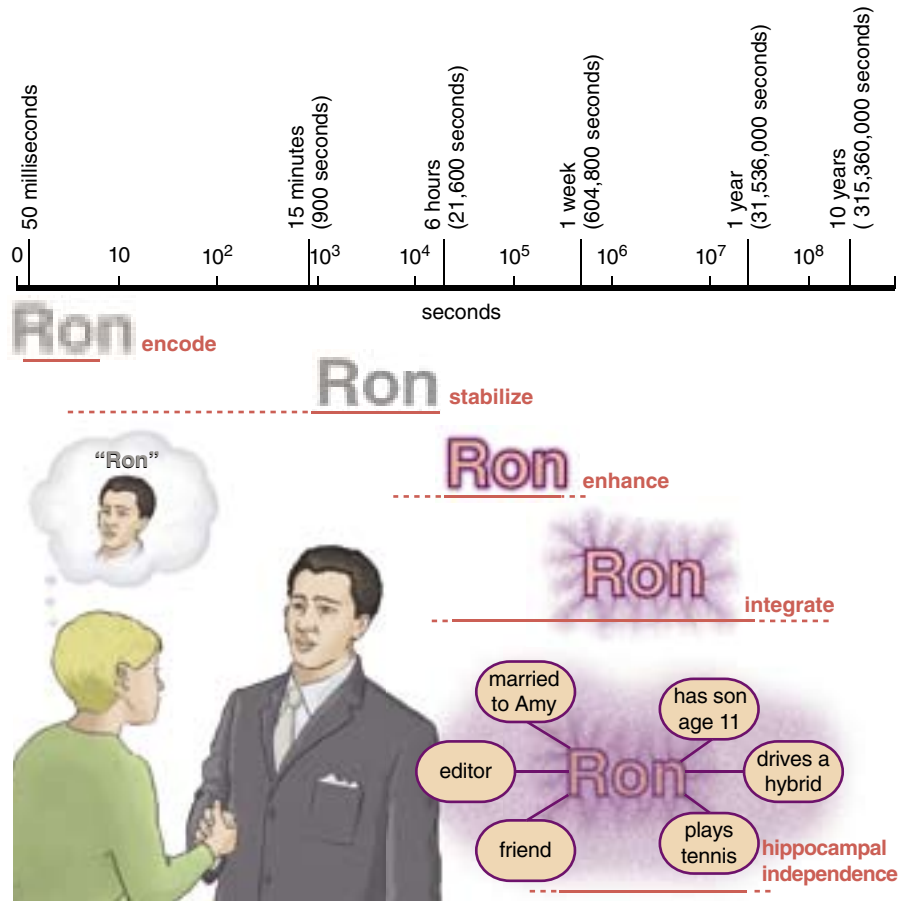 50 milliseconds
15 minutes
(900 seconds)
6 hours
(21,600 seconds)
1 week
(604,800 seconds)
1 year
(31,536,000 seconds)
10 years
( 315,360,000 seconds)
0 10 10² 10³ 10⁴ 10⁵ 10⁶ 10⁷ 10⁸
seconds
Ron encode
Ron stabilize
“Ron”
Ron enhance
Ron
integrate
married
to Amy
has son
age 11
editor
Ron
drives a
hybrid
friend
plays
tennis
hippocampal
independence